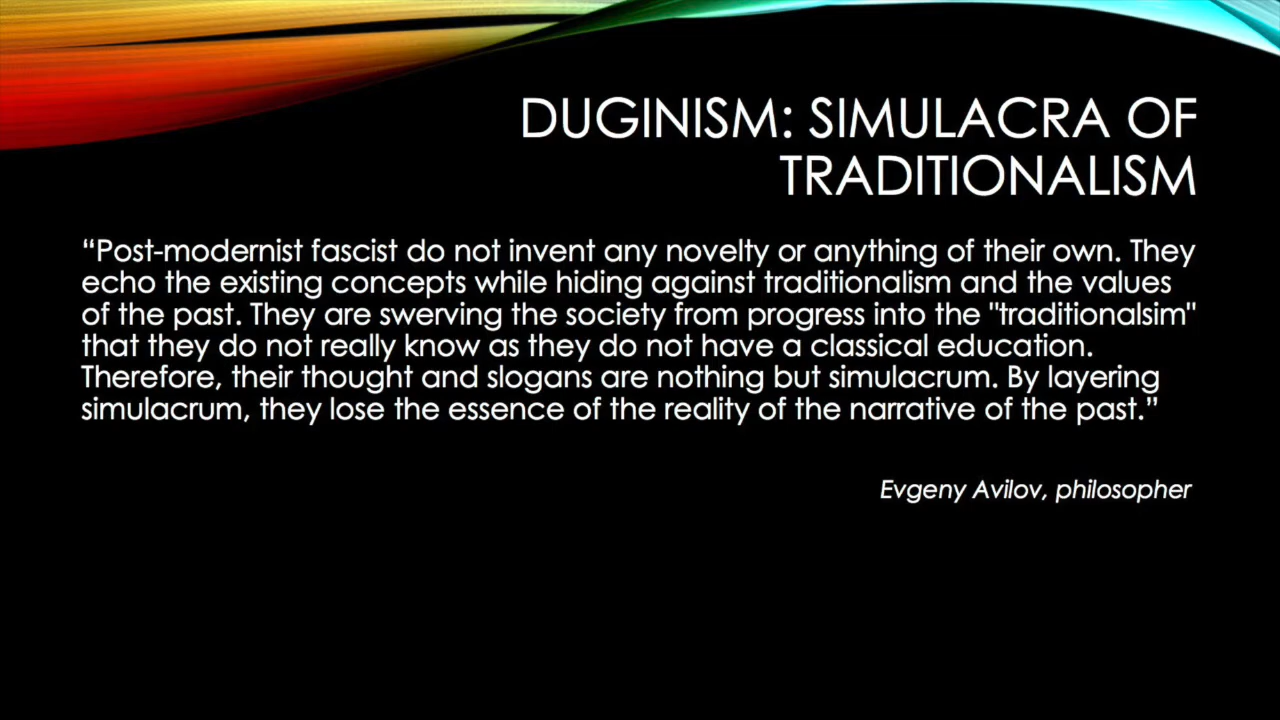 DUGINISM: SIMULACRA OF
TRADITIONALISM
“Post-modernist fascist do not invent any novelty or anything of their own. They
echo the existing concepts while hiding against traditionalism and the values
of the past. They are swerving the society from progress into the "traditionalsim"
that they do not really know as they do not have a classical education.
Therefore, their thought and slogans are nothing but simulacrum. By layering
simulacrum, they lose the essence of the reality of the narrative of the past.”
Evgeny Avilov, philosopher